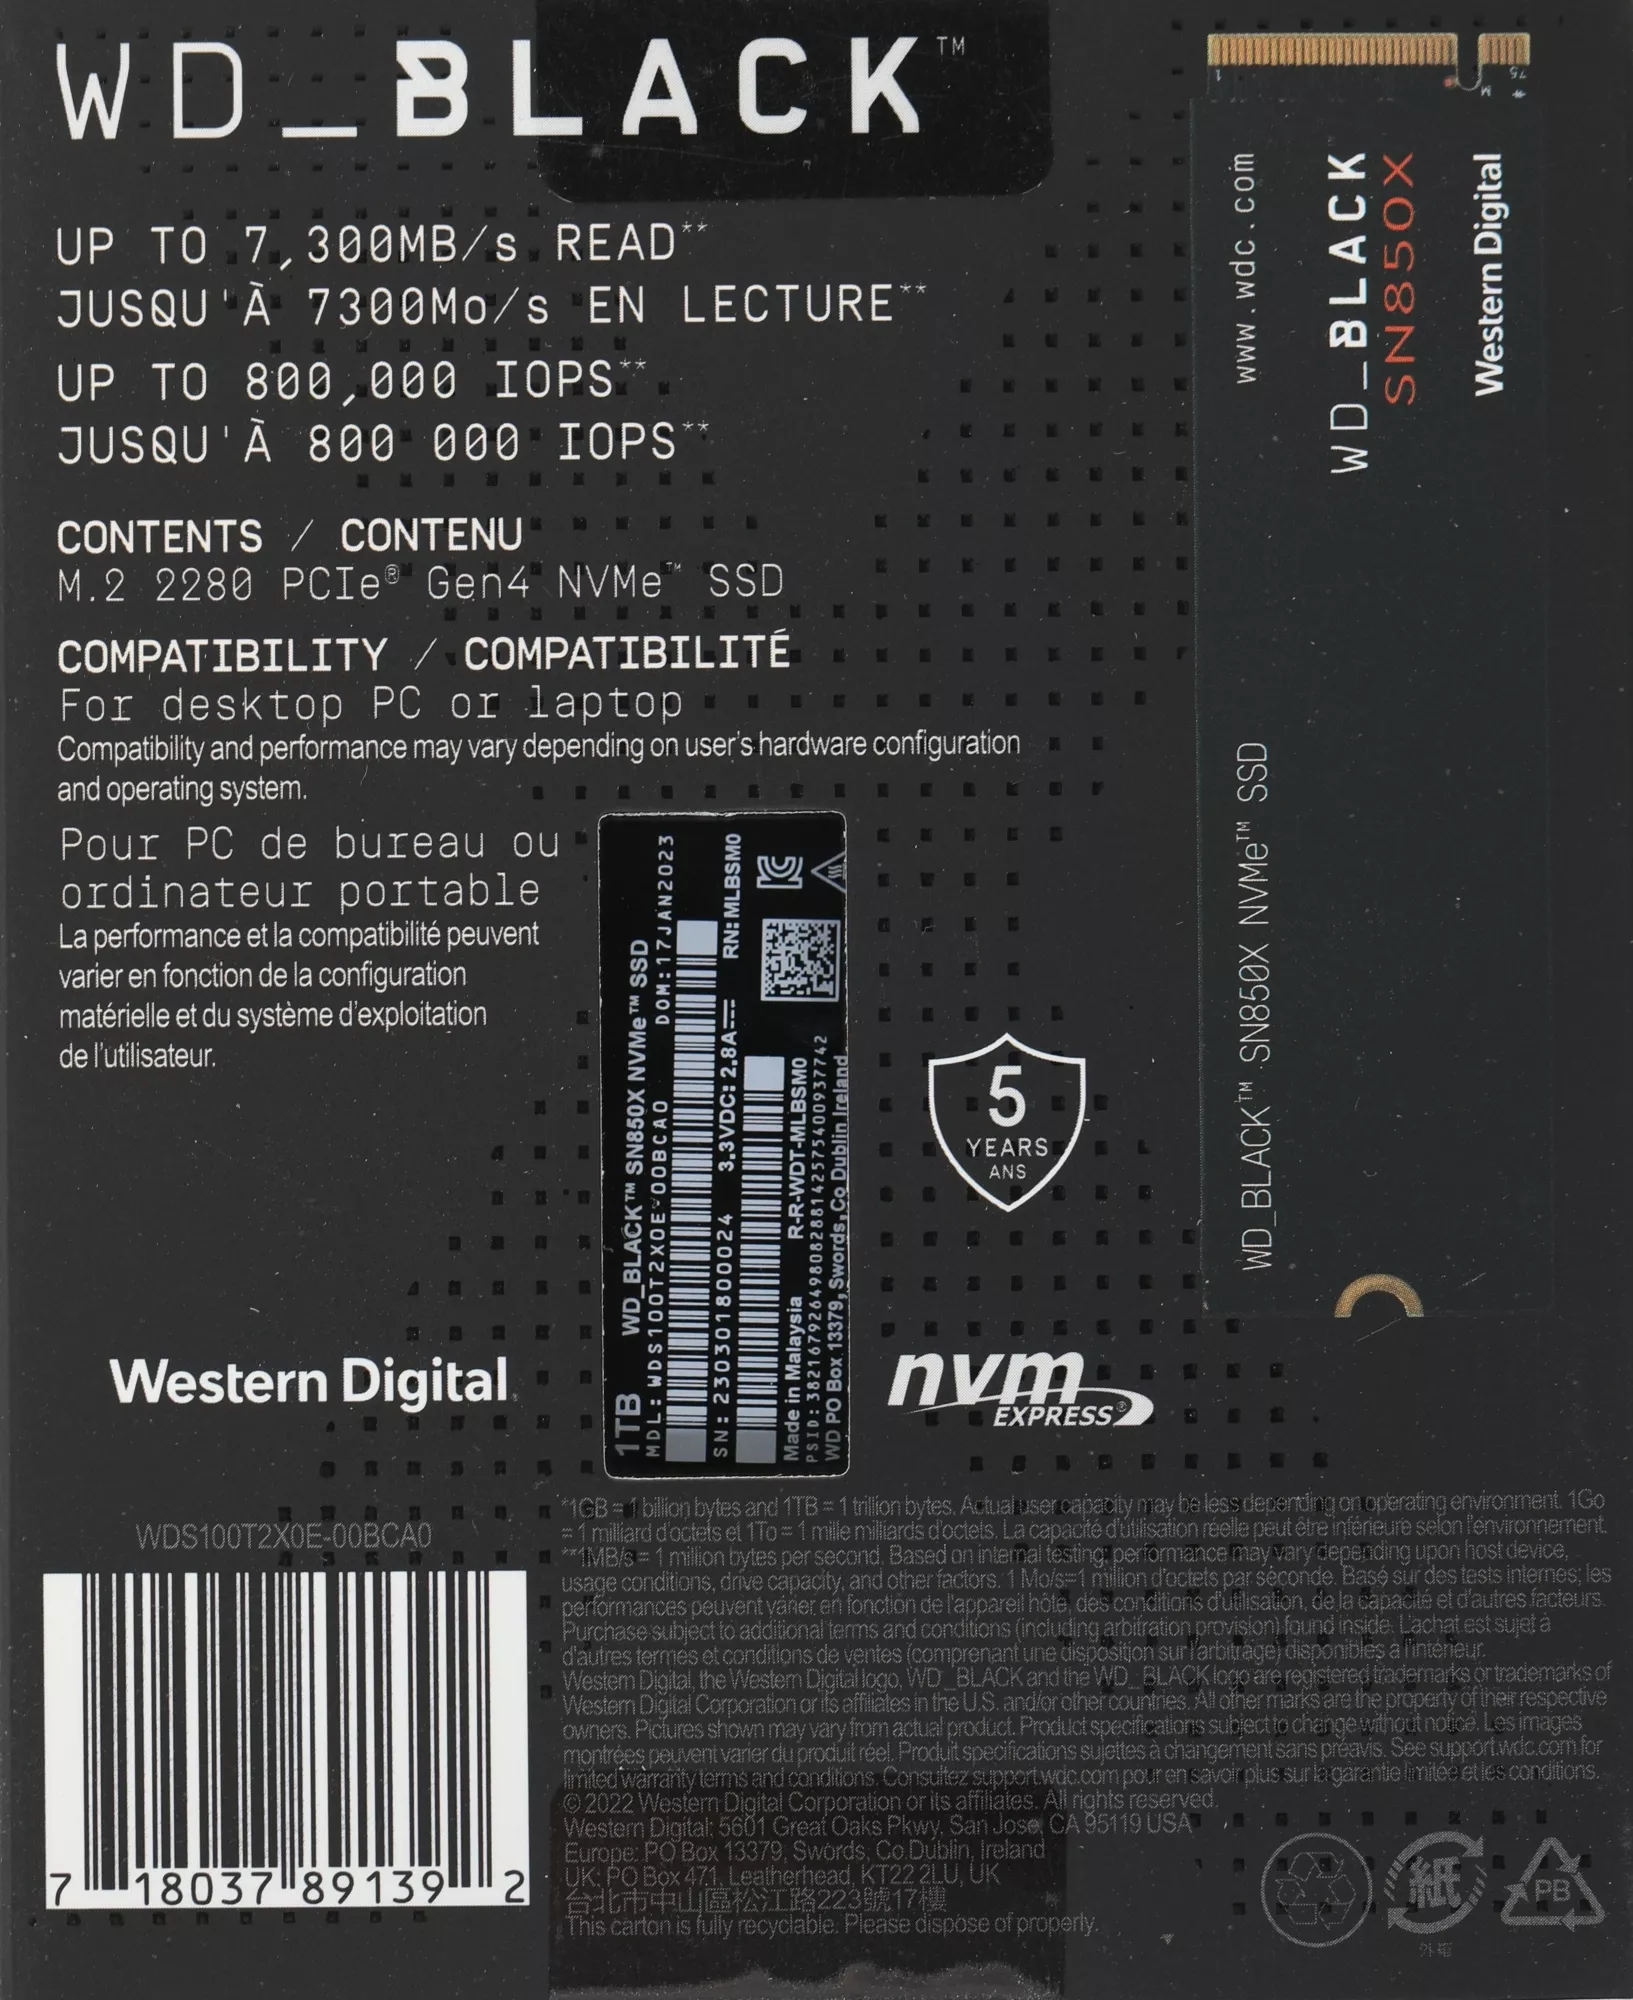 WD_BLACK™
UP TO 7,300MB/s READ**
JUSQU'À 7300Mo/s EN LECTURE**
UP TO 800,000 IOPS**
JUSQU'À 800 000 IOPS**
CONTENTS / CONTENU
M.2 2280 PCIe® Gen4 NVMe™ SSD
COMPATIBILITY / COMPATIBILITÉ
For desktop PC or laptop
Compatibility and performance may vary depending on user's hardware configuration
and operating system.
Pour PC de bureau ou
ordinateur portable
La performance et la compatibilité peuvent
varier en fonction de la configuration
matérielle et du système d'exploitation
de l'utilisateur.
1TB WD_BLACK™ SN850X NVMe™ SSD
MDL: WDS100T2X0E-00BCA0 DOM:17JAN2023
SN: 230301800024 3.3VDC: 2.8A RN: MLBSM0
Made in Malaysia R-R-WDT-MLBSM0
WD PO Box 13379, Swords, Co Dublin Ireland
5
YEARS
ANS
www.wdc.com
WD_BLACK
SN850X
Western Digital
1
M
75
*
WD_BLACK™ SN850X NVMe™ SSD
Western Digital.
nvm
EXPRESS®
WDS100T2X0E-00BCA0
7 18037 89139 2
*1GB = 1 billion bytes and 1TB = 1 trillion bytes. Actual user capacity may be less depending on operating environment. 1Go
= 1 milliard d'octets et 1To = 1 mille milliards d'octets. La capacité d'utilisation réelle peut être inférieure selon l'environnement.
**1MB/s = 1 million bytes per second. Based on internal testing; performance may vary depending upon host device,
usage conditions, drive capacity, and other factors. 1 Mo/s=1 million d'octets par seconde. Basé sur des tests internes; les
performances peuvent varier en fonction de l'appareil hôte, des conditions d'utilisation, de la capacité et d'autres facteurs.
Purchase subject to additional terms and conditions (including arbitration provision) found inside. L'achat est sujet à
d'autres termes et conditions de ventes (comprenant une disposition sur l'arbitrage) disponibles à l'intérieur.
Western Digital, the Western Digital logo, WD_BLACK and the WD_BLACK logo are registered trademarks or trademarks of
Western Digital Corporation or its affiliates in the U.S. and/or other countries. All other marks are the property of their respective
owners. Pictures shown may vary from actual product. Product specifications subject to change without notice. Les images
montrées peuvent varier du produit réel. Produit specifications sujettes à changement sans préavis. See support.wdc.com for
limited warranty terms and conditions. Consultez support.wdc.com pour en savoir plus sur la garantie limitée et les conditions.
© 2022 Western Digital Corporation or its affiliates. All rights reserved.
Western Digital: 5601 Great Oaks Pkwy, San Jose, CA 95119 USA
Europe: PO Box 13379, Swords, Co Dublin, Ireland
UK: PO Box 471, Leatherhead, KT22 2LU, UK
台北市中山區松江路223號17樓
This carton is fully recyclable. Please dispose of properly.
紙
PB